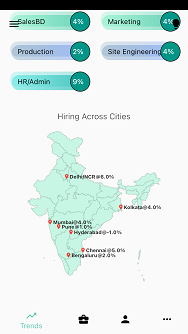 SalesBD 4%
Marketing 4%
Production 2%
Site Engineering 4%
HR/Admin 9%
Hiring Across Cities
Delhi/NCR@6.0%
Kolkata@4.0%
Mumbai@4.0%
Pune@1.0%
Hyderabad@-1.0%
Chennai@5.0%
Bengaluru@2.0%
Trends